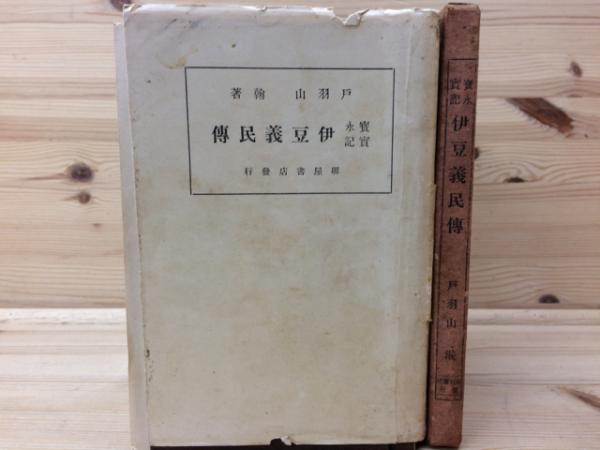 戸羽山瀚著
寶永
實記
伊豆義民傳
柳屋書店發行
寶永
實記
伊豆義民傳
戸羽山瀚